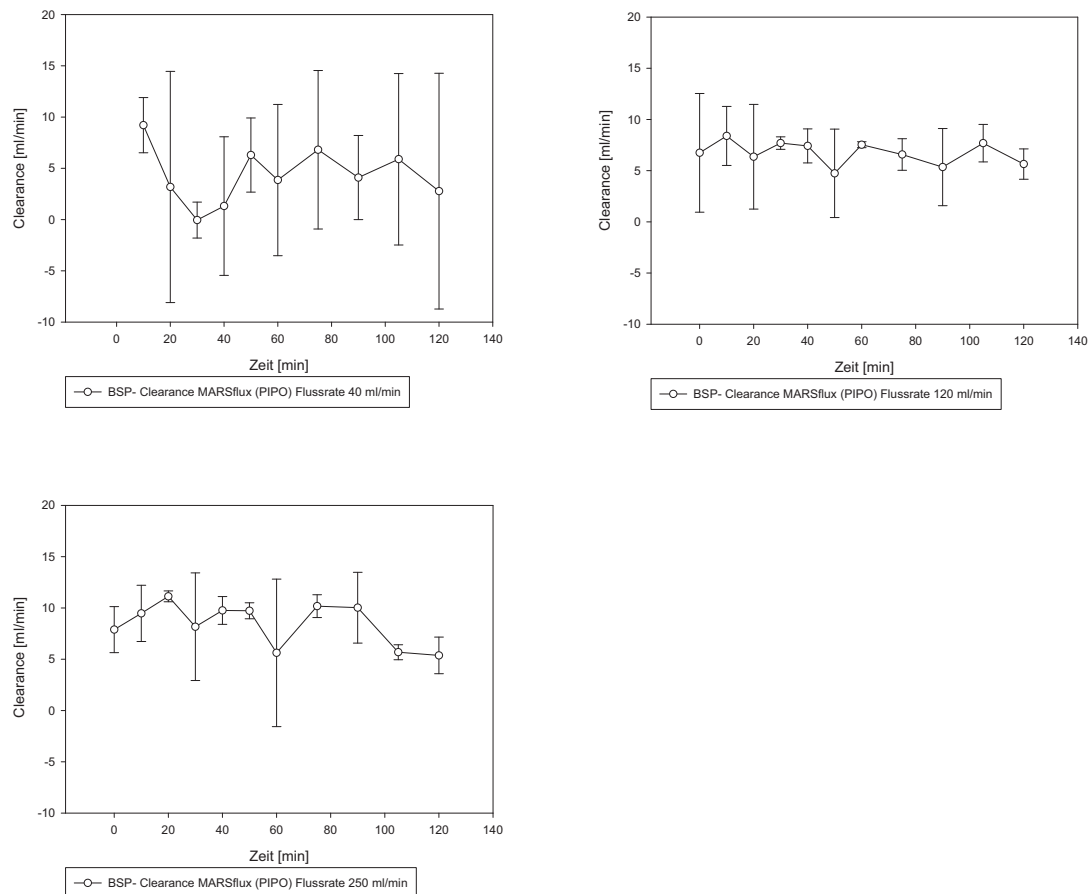 20
15
10
5
0
-5
-10
Clearance [ml/min]
0 20 40 60 80 100 120 140
Zeit [min]
BSP- Clearance MARSflux (PIPO) Flussrate 40 ml/min
20
15
10
5
0
-5
-10
Clearance [ml/min]
0 20 40 60 80 100 120 140
Zeit [min]
BSP- Clearance MARSflux (PIPO) Flussrate 120 ml/min
20
15
10
5
0
-5
-10
Clearance [ml/min]
0 20 40 60 80 100 120 140
Zeit [min]
BSP- Clearance MARSflux (PIPO) Flussrate 250 ml/min